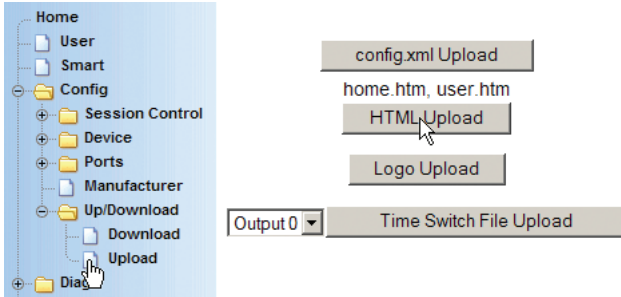 Home
User
Smart
Config
Session Control
Device
Ports
Manufacturer
Up/Download
Download
Upload
config.xml Upload
home.htm, user.htm
HTML Upload
Logo Upload
Output 0
Time Switch File Upload